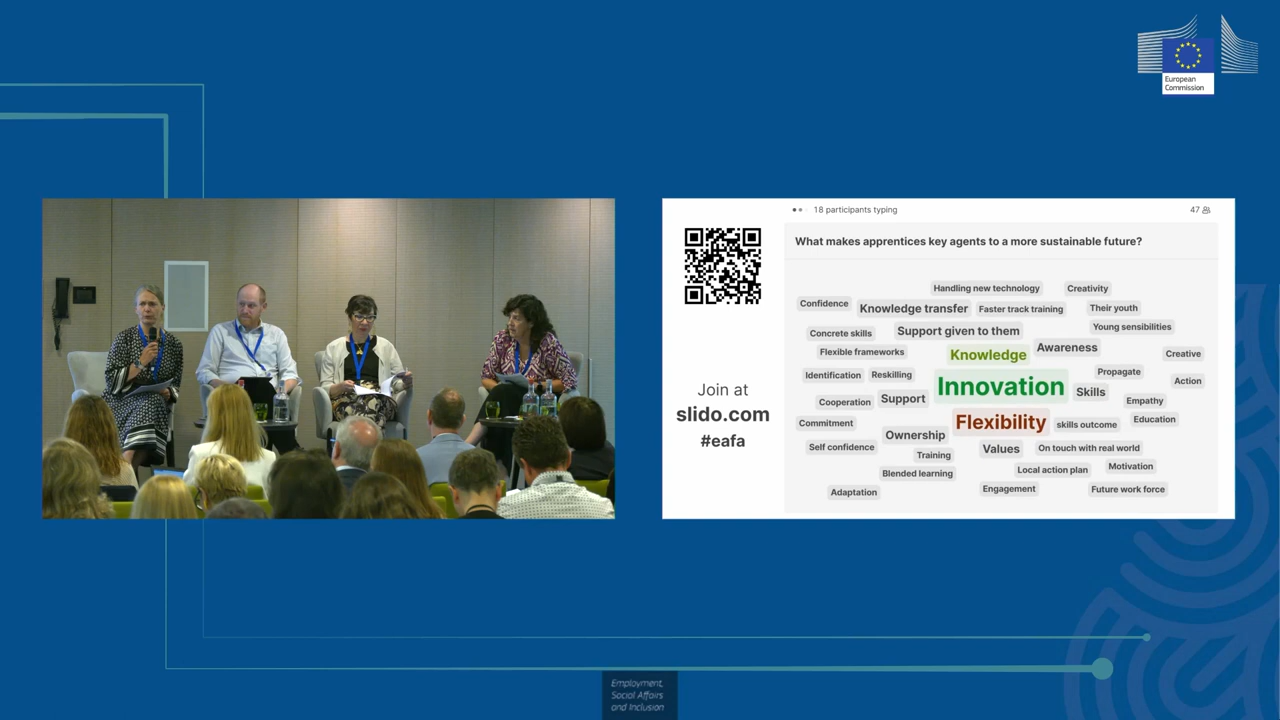 European
Commission
18 participants typing
47
What makes apprentices key agents to a more sustainable future?
Join at
slido.com
#eafa
Handling new technology
Creativity
Confidence
Knowledge transfer
Faster track training
Their youth
Concrete skills
Support given to them
Young sensibilities
Flexible frameworks
Knowledge
Awareness
Creative
Identification
Reskilling
Propagate
Action
Innovation
Skills
Cooperation
Support
Empathy
Commitment
Flexibility
skills outcome
Education
Ownership
Self confidence
Training
Values
On touch with real world
Blended learning
Local action plan
Motivation
Adaptation
Engagement
Future work force
Employment,
Social Affairs
and Inclusion